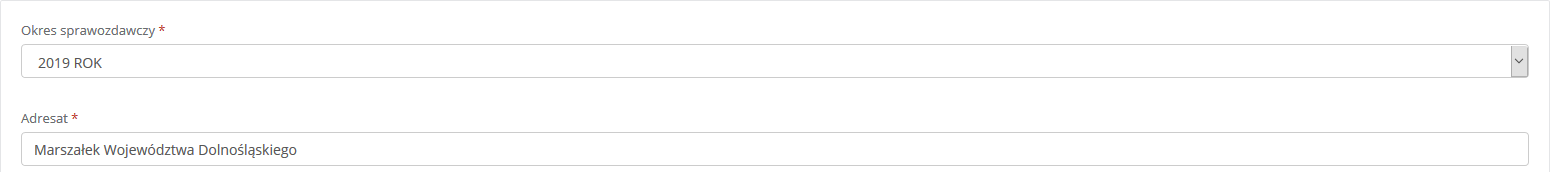 Okres sprawozdawczy *
2019 ROK
Adresat *
Marszałek Województwa Dolnośląskiego